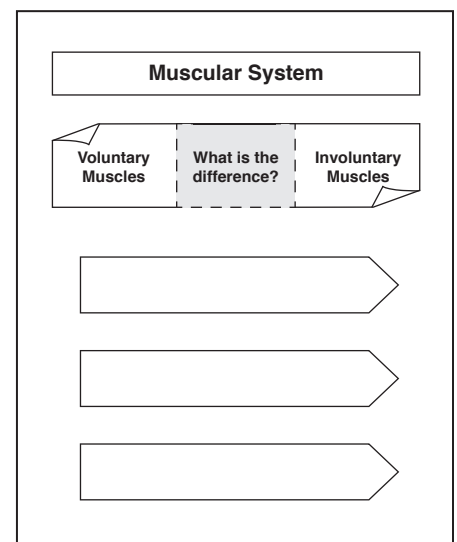 Muscular System
Voluntary
Muscles
What is the
difference?
Involuntary
Muscles